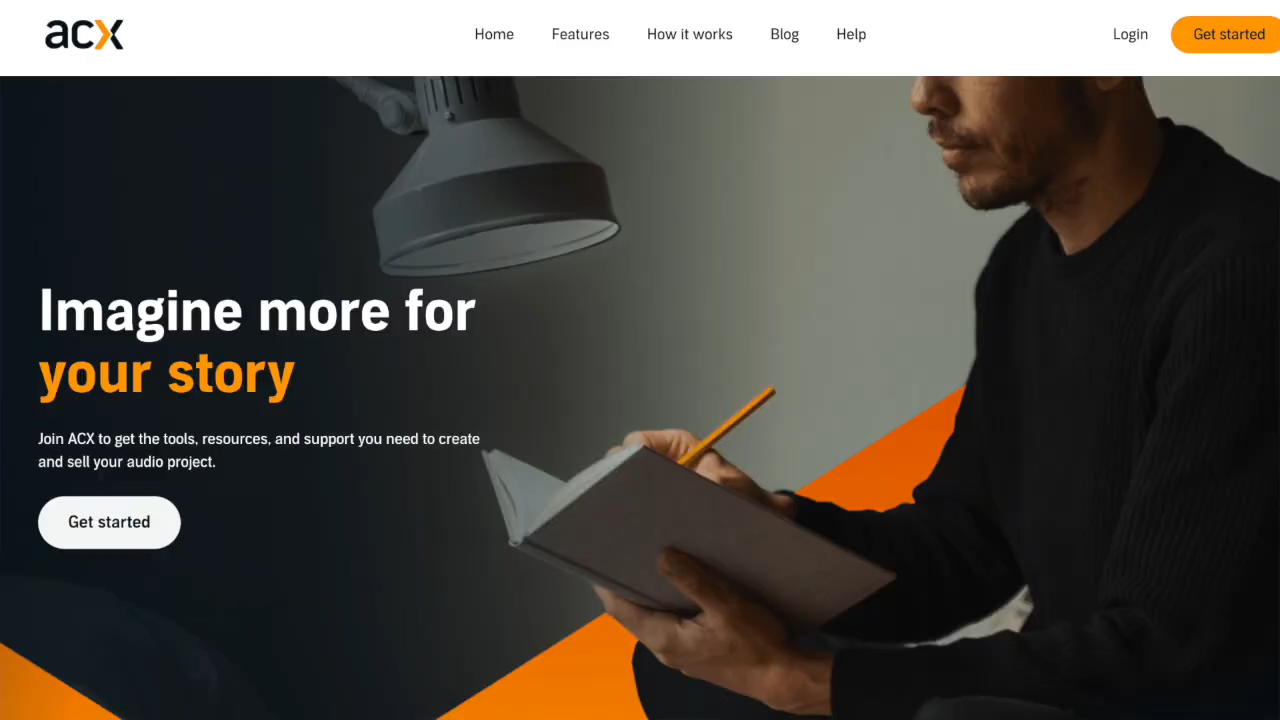 acx
Home
Features
How it works
Blog
Help
Login
Get started
Imagine more for
your story
Join ACX to get the tools, resources, and support you need to create
and sell your audio project.
Get started